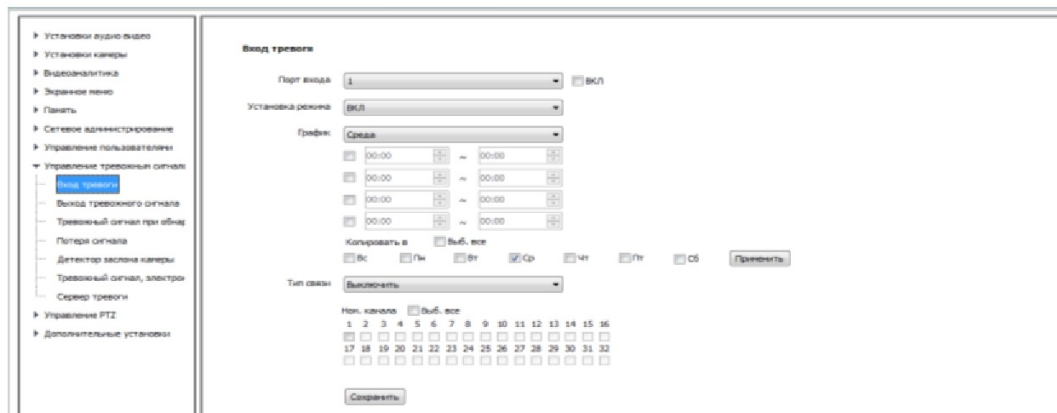 Установки аудио видео
Установки камеры
Видеоаналитика
Экранное меню
Память
Сетевое администрирование
Управление пользователями
Управление тревожным сигнало
Вход тревоги
Выход тревожного сигнала
Тревожный сигнал при обнар
Потеря сигнала
Детектор заслона камеры
Тревожный сигнал, электрон
Сервер тревоги
Управление PTZ
Дополнительные установки
Вход тревоги
Порт входа 1 ВКЛ
Установка режима ВКЛ
График Среда
00:00 ~ 00:00
00:00 ~ 00:00
00:00 ~ 00:00
00:00 ~ 00:00
Копировать в Выб. все
Вс Пн Вт Ср Чт Пт Сб Применить
Тип связи Выключить
Ном. канала Выб. все
1 2 3 4 5 6 7 8 9 10 11 12 13 14 15 16
17 18 19 20 21 22 23 24 25 26 27 28 29 30 31 32
Сохранить